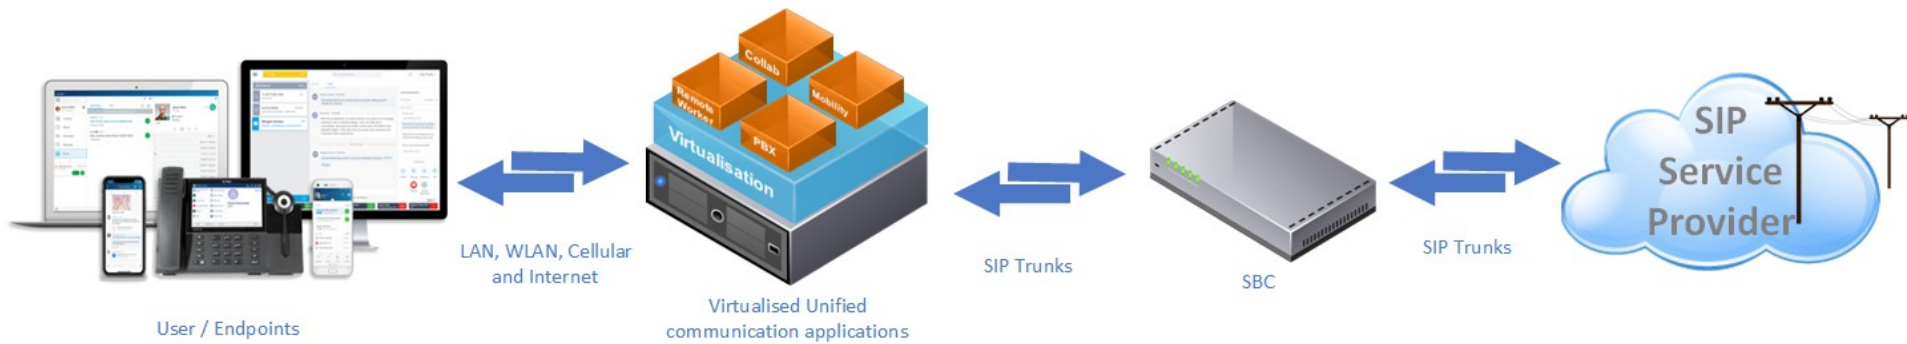 User / Endpoints
LAN, WLAN, Cellular
and Internet
Collab
Remote
Worker
Mobility
PBX
Virtualisation
Virtualised Unified
communication applications
SIP Trunks
SBC
SIP Trunks
SIP
Service
Provider